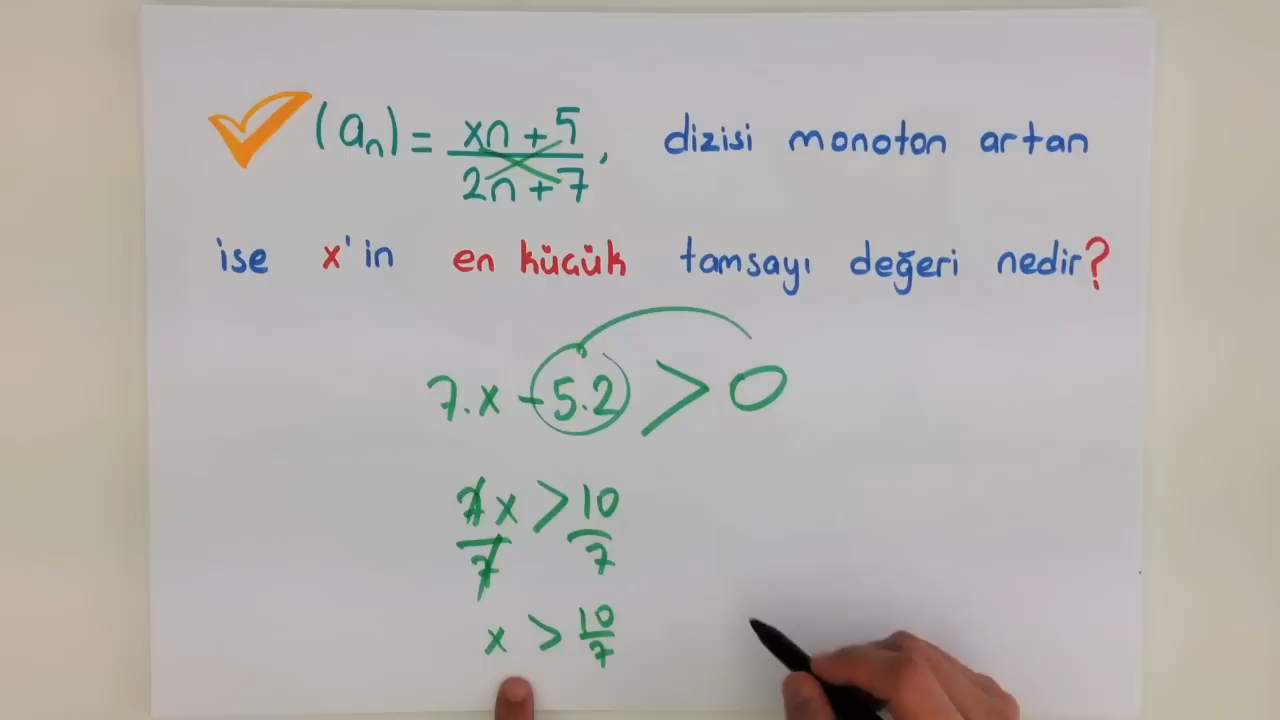 (aₙ) = xn + 5 / 2n + 7, dizisi monoton artan
ise x'in en küçük tamsayı değeri nedir?
7.x - 5.2 > 0
7x / 7 > 10 / 7
x > 10 / 7